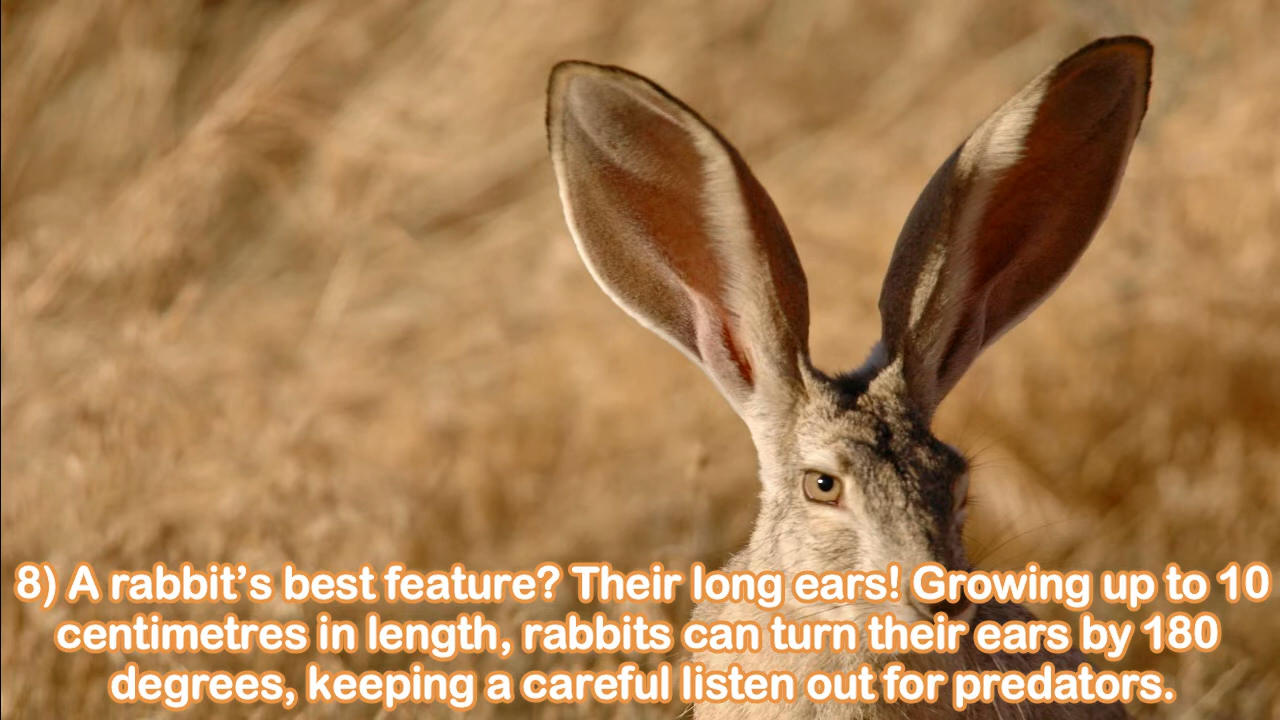 8) A rabbit’s best feature? Their long ears! Growing up to 10
centimetres in length, rabbits can turn their ears by 180
degrees, keeping a careful listen out for predators.